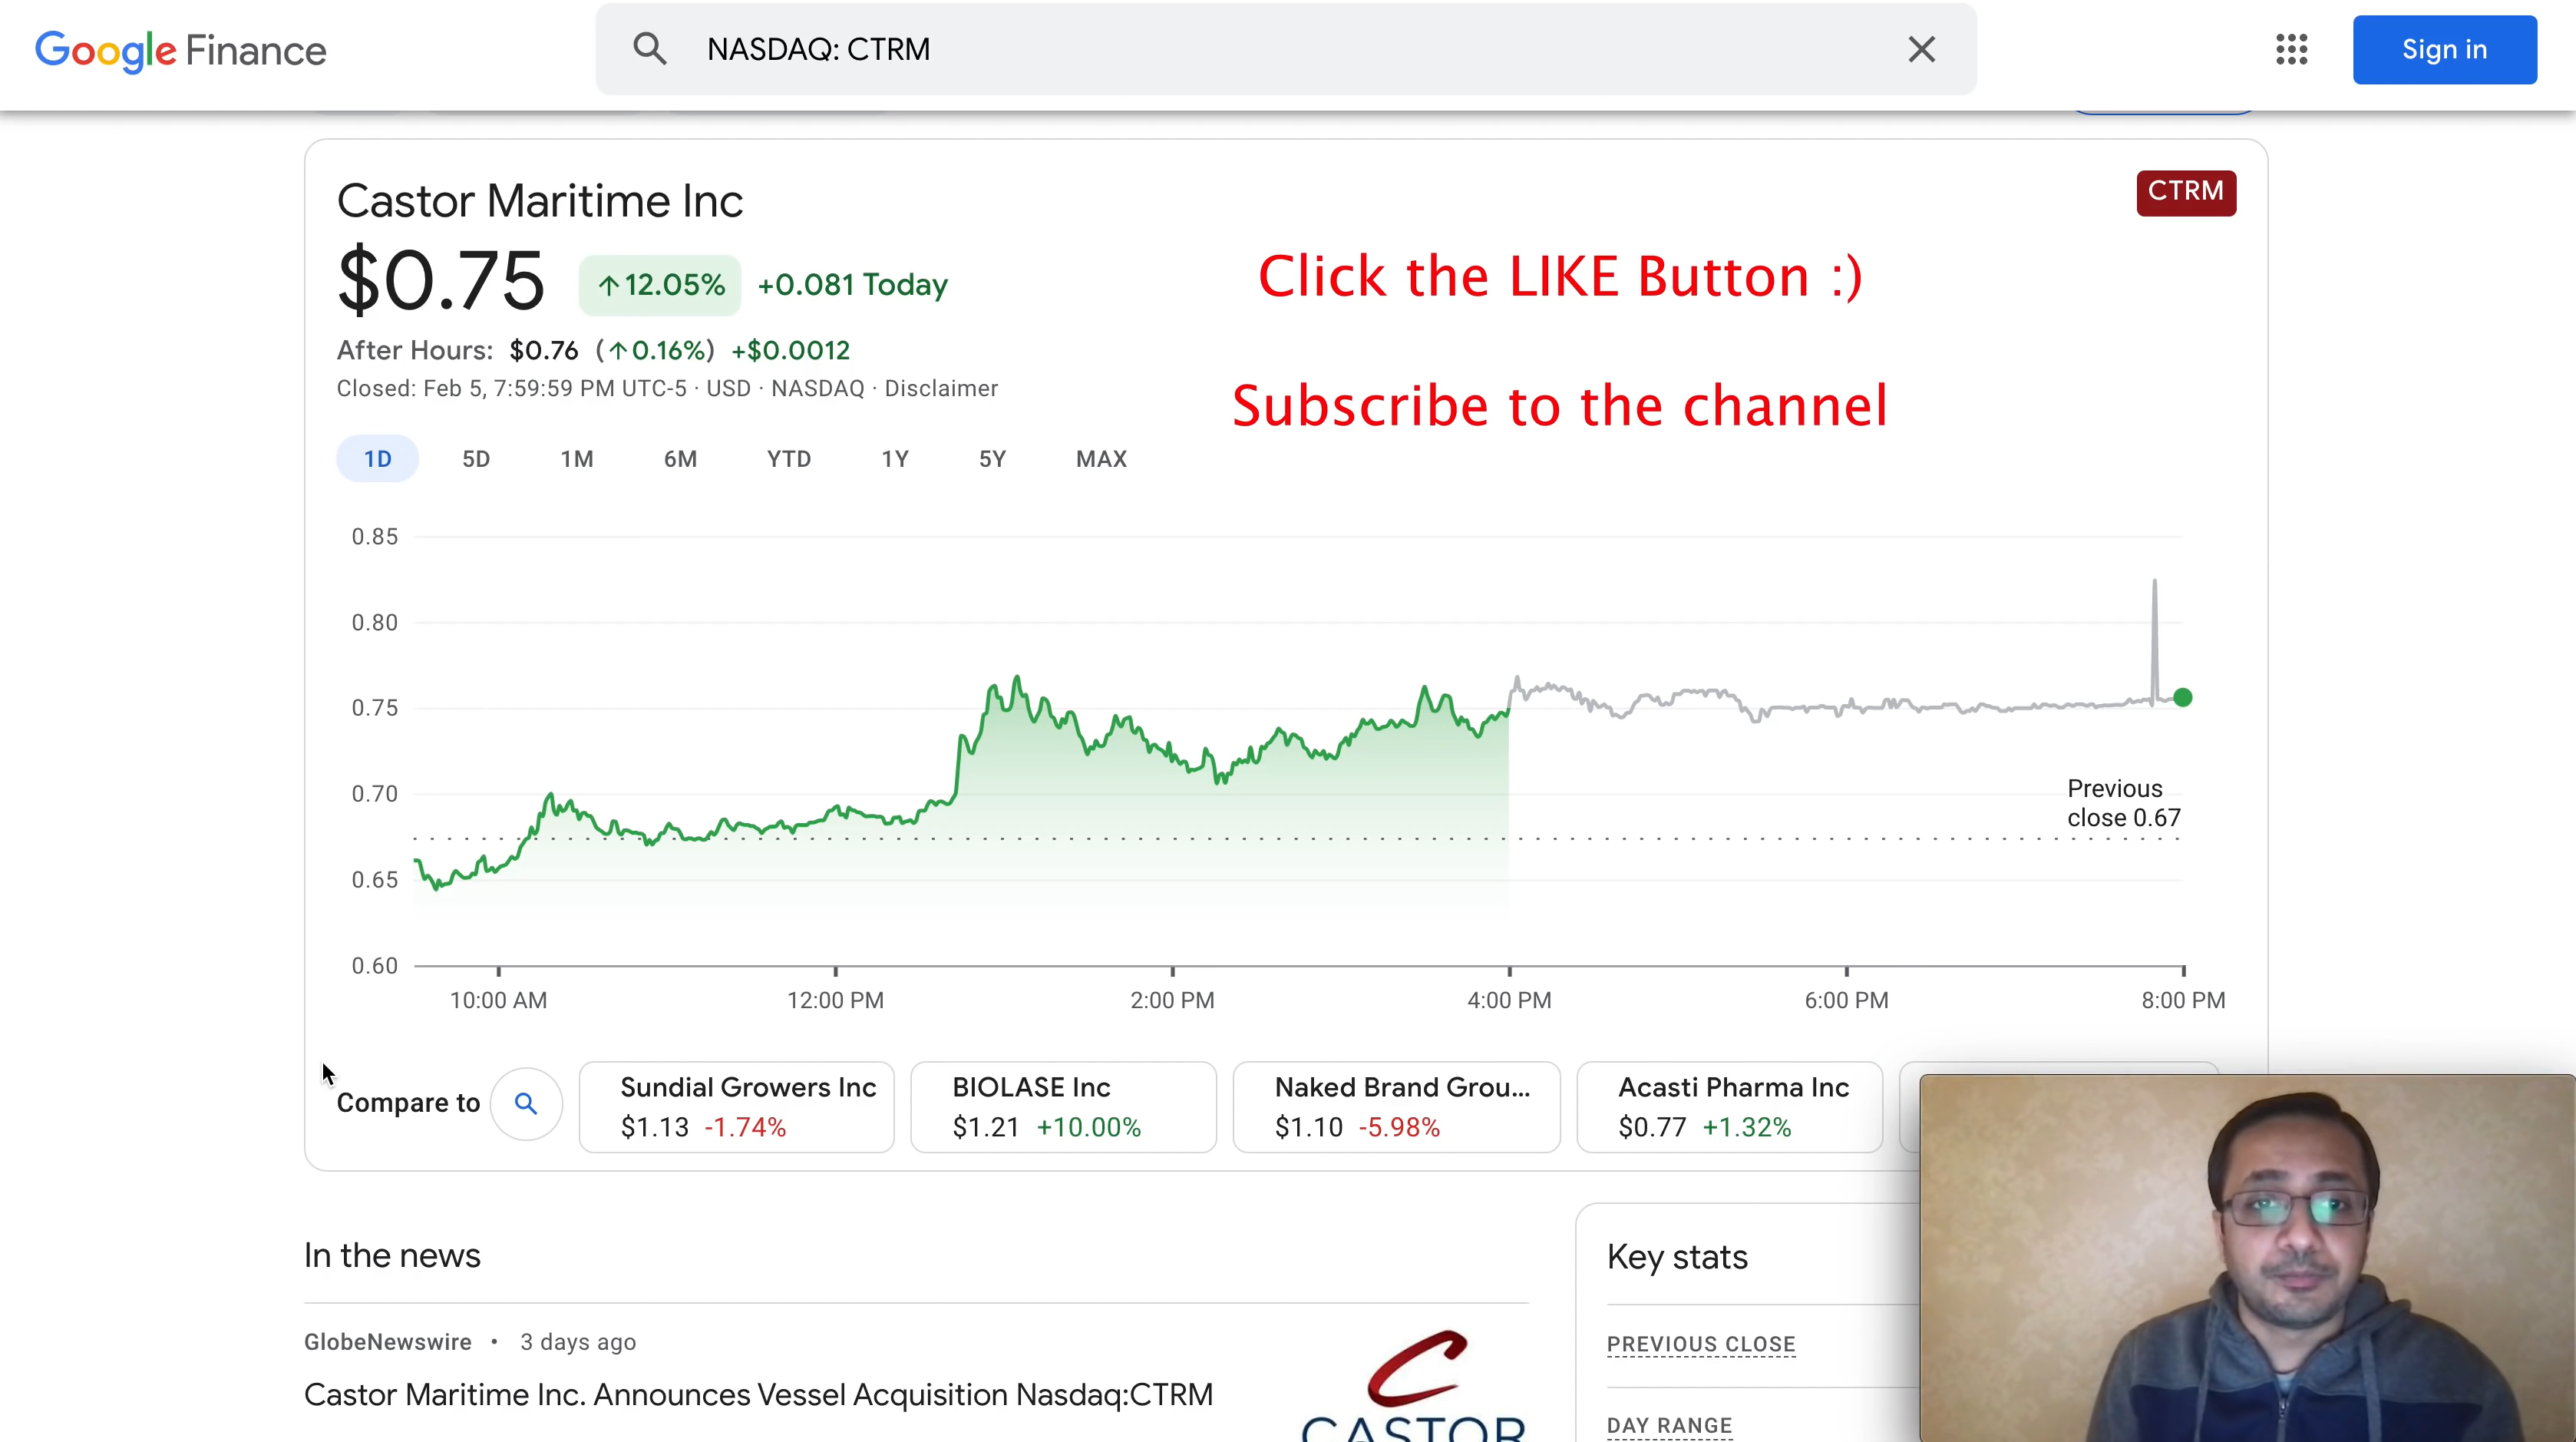 Google Finance
NASDAQ: CTRM
Sign in
Castor Maritime Inc
CTRM
$0.75 ↑12.05% +0.081 Today
After Hours: $0.76 (↑0.16%) +$0.0012
Closed: Feb 5, 7:59:59 PM UTC-5 · USD · NASDAQ · Disclaimer
Click the LIKE Button :)
Subscribe to the channel
1D 5D 1M 6M YTD 1Y 5Y MAX
0.85
0.80
0.75
0.70
0.65
0.60
Previous
close 0.67
10:00 AM 12:00 PM 2:00 PM 4:00 PM 6:00 PM 8:00 PM
Compare to
Sundial Growers Inc
$1.13 -1.74%
BIOLASE Inc
$1.21 +10.00%
Naked Brand Grou...
$1.10 -5.98%
Acasti Pharma Inc
$0.77 +1.32%
In the news
GlobeNewswire • 3 days ago
Castor Maritime Inc. Announces Vessel Acquisition Nasdaq:CTRM
CASTOR
Key stats
PREVIOUS CLOSE
DAY RANGE